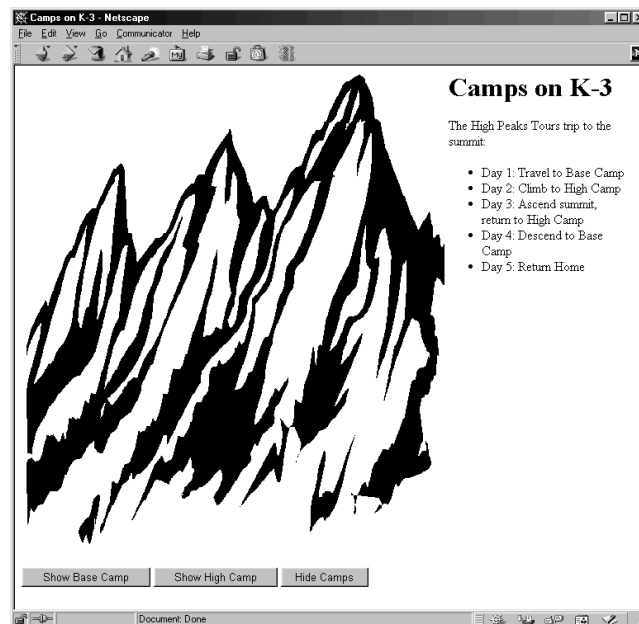 Camps on K-3 - Netscape
File Edit View Go Communicator Help
My
N
Camps on K-3
The High Peaks Tours trip to the
summit:
• Day 1: Travel to Base Camp
• Day 2: Climb to High Camp
• Day 3: Ascend summit,
return to High Camp
• Day 4: Descend to Base
Camp
• Day 5: Return Home
Show Base Camp Show High Camp Hide Camps
Document: Done